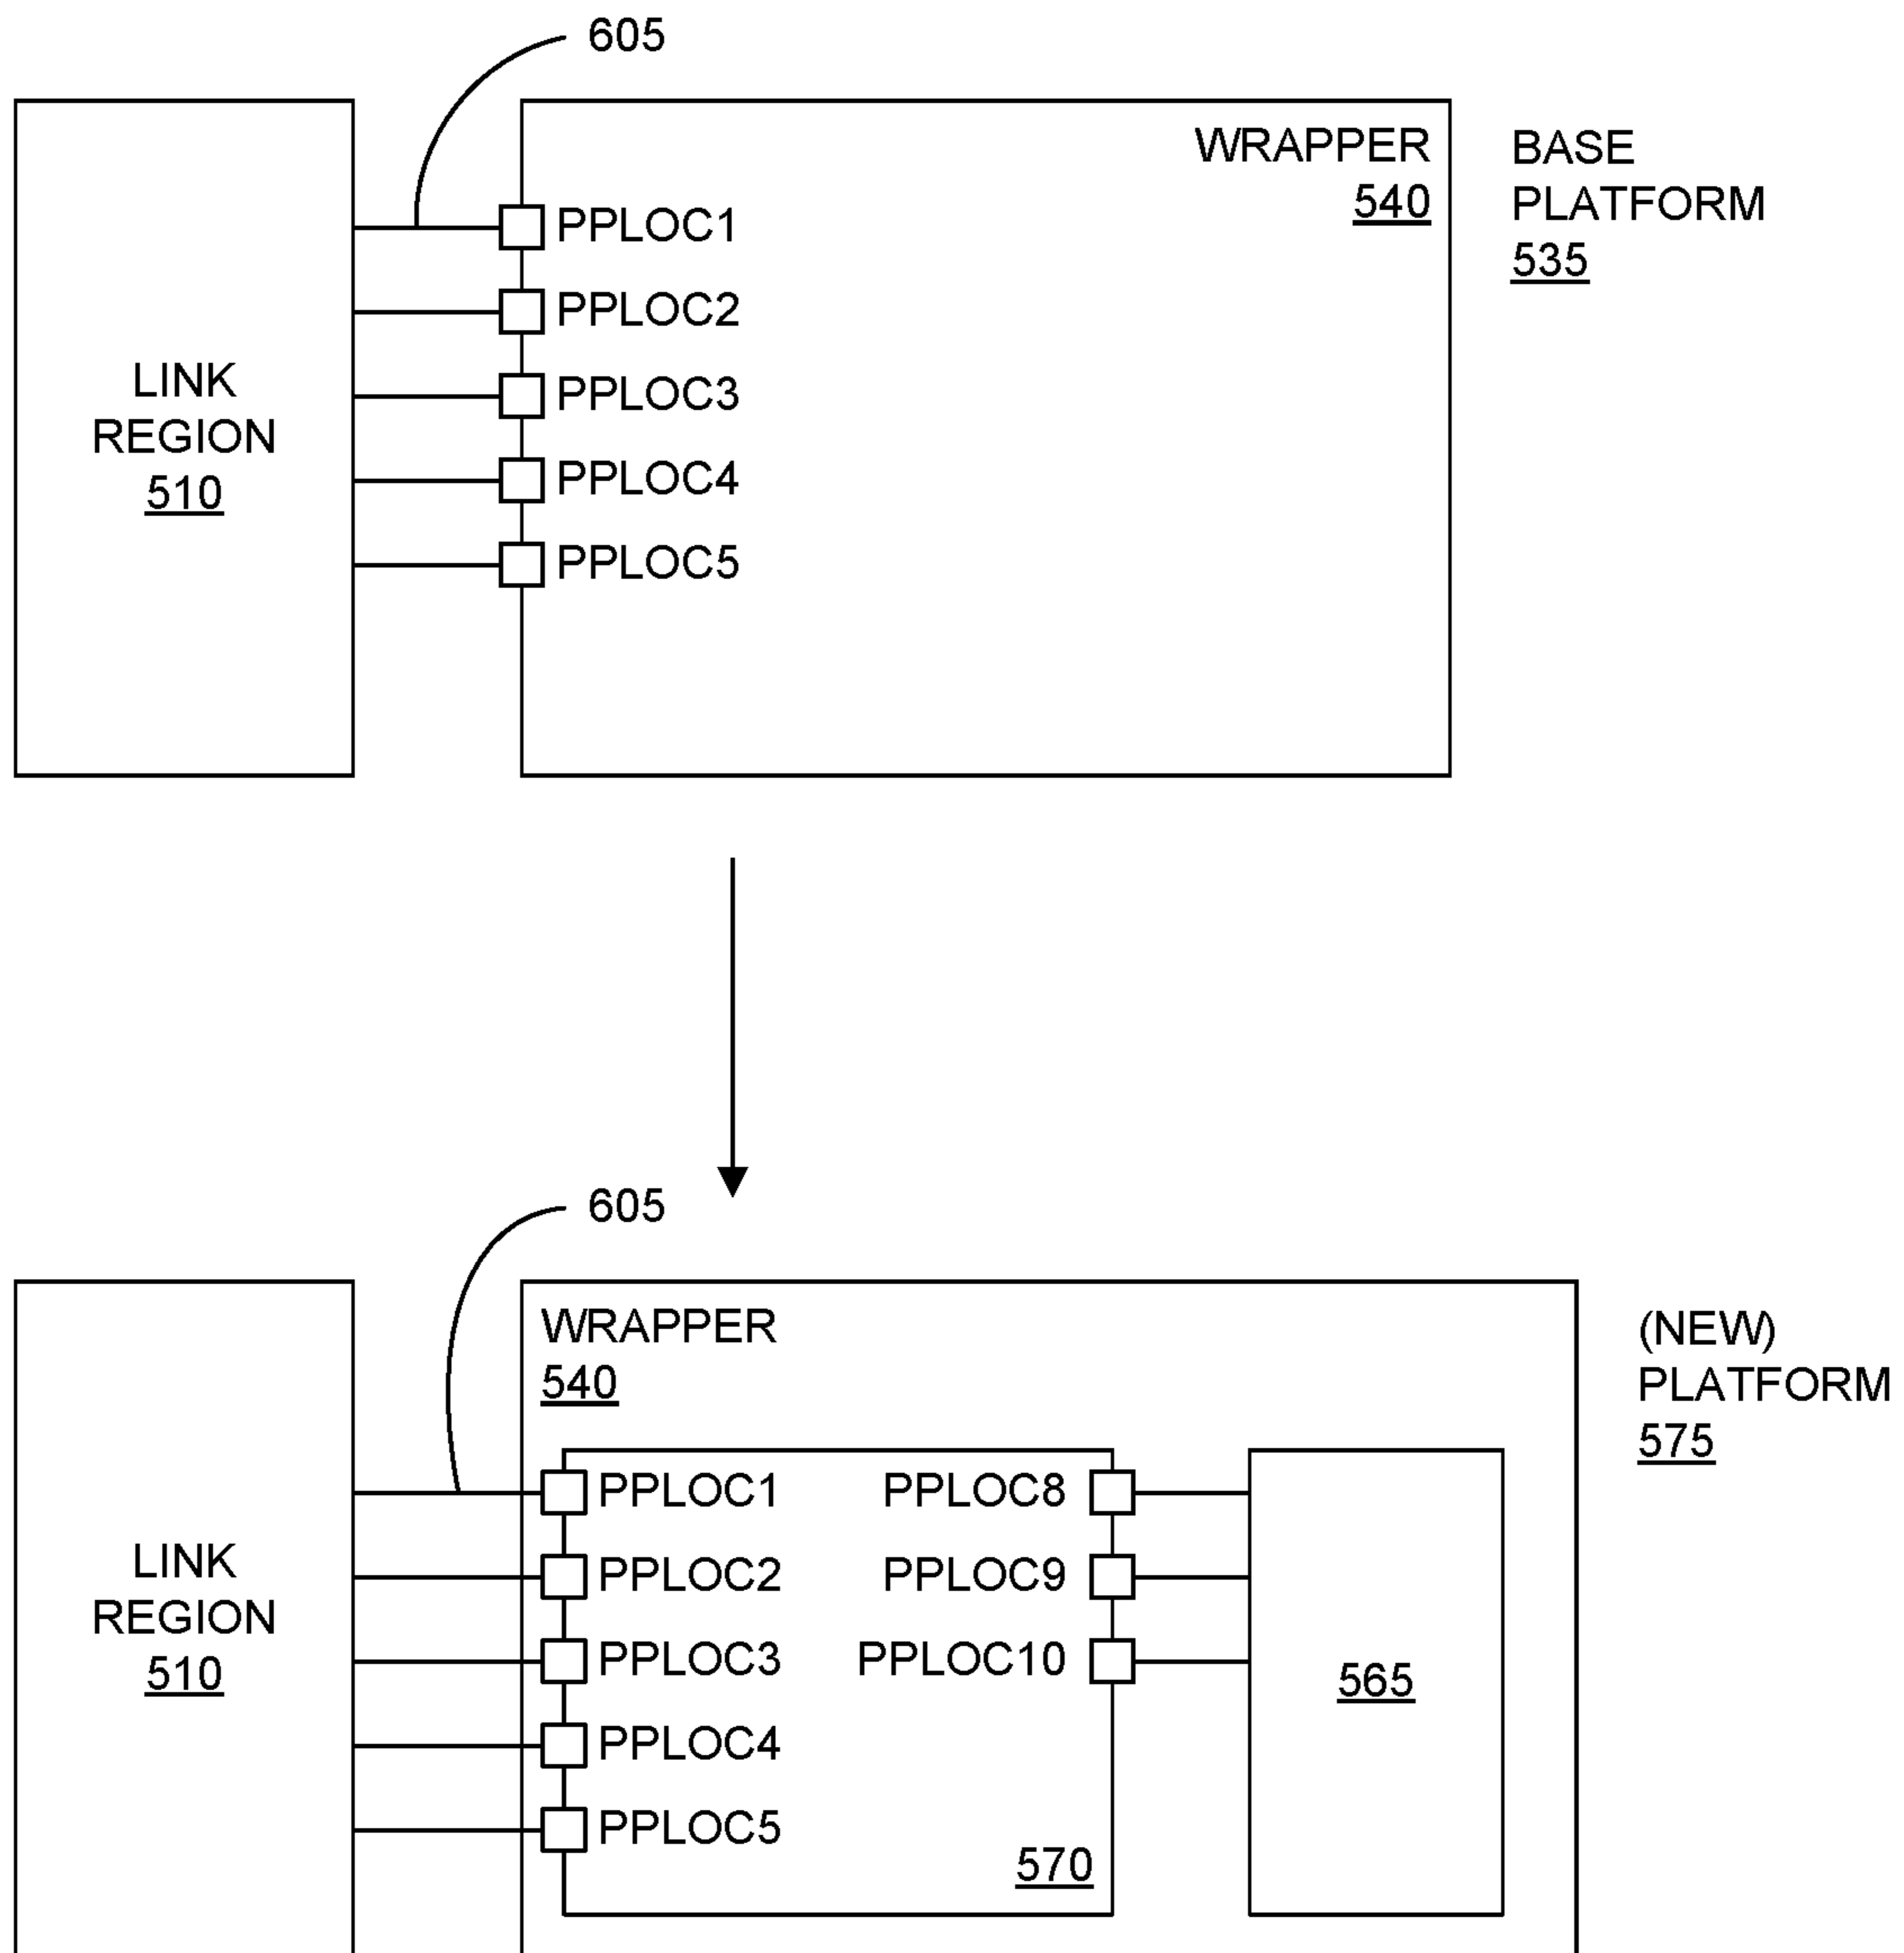 605
WRAPPER
540
BASE
PLATFORM
535
PPLOC1
PPLOC2
PPLOC3
PPLOC4
PPLOC5
LINK
REGION
510
605
WRAPPER
540
(NEW)
PLATFORM
575
PPLOC1
PPLOC8
PPLOC2
PPLOC9
PPLOC3
PPLOC10
PPLOC4
PPLOC5
570
565
LINK
REGION
510